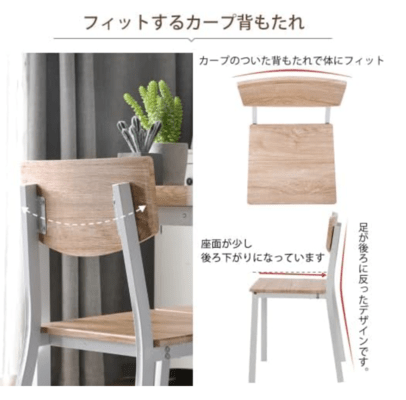 フィットするカーブ背もたれ
カーブのついた背もたれで体にフィット
座面が少し
後ろ下がりになっています
足が後ろに反ったデザインです。